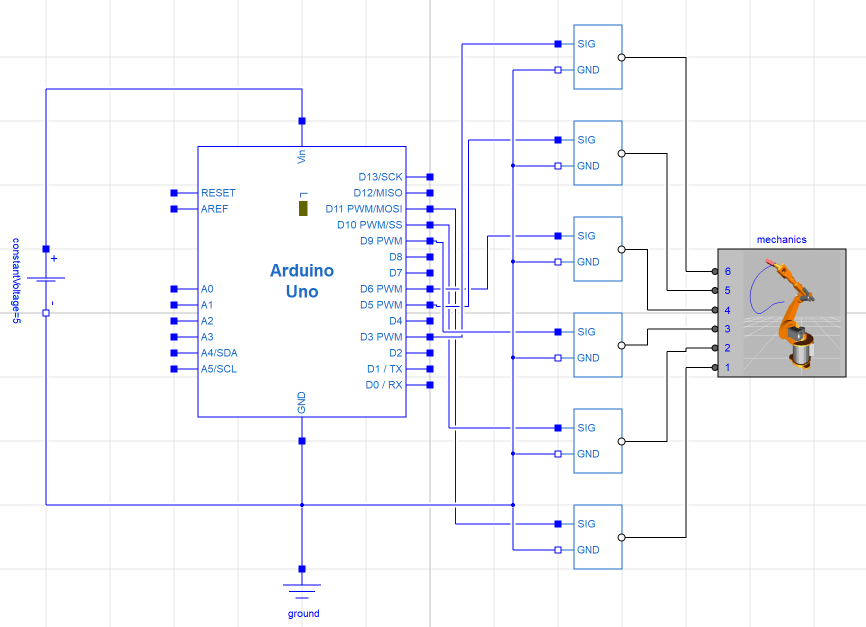 SIG
GND
Vin
L
RESET
AREF
A0
A1
A2
A3
A4/SDA
A5/SCL
Arduino
Uno
D13/SCK
D12/MISO
D11 PWM/MOSI
D10 PWM/SS
D9 PWM
D8
D7
D6 PWM
D5 PWM
D4
D3 PWM
D2
D1 / TX
D0 / RX
GND
constantVoltage=5
+
-
ground
SIG
GND
SIG
GND
SIG
GND
SIG
GND
SIG
GND
mechanics
6
5
4
3
2
1